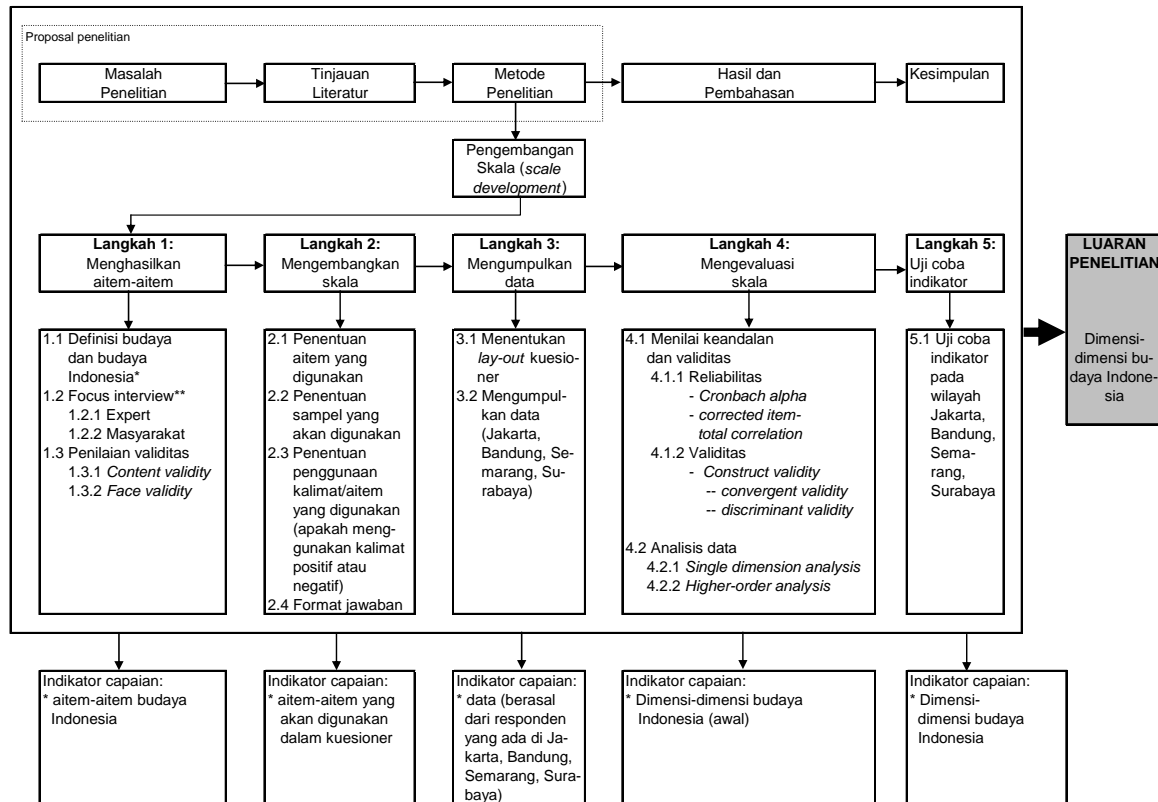 Proposal penelitian
Masalah
Penelitian
Tinjauan
Literatur
Metode
Penelitian
Hasil dan
Pembahasan
Kesimpulan
Pengembangan
Skala (scale
development)
Langkah 1:
Menghasilkan
aitem-aitem
Langkah 2:
Mengembangkan
skala
Langkah 3:
Mengumpulkan
data
Langkah 4:
Mengevaluasi
skala
Langkah 5:
Uji coba
indikator
LUARAN
PENELITIAN
Dimensi-
dimensi bu-
daya Indone-
sia
1.1 Definisi budaya
dan budaya
Indonesia*
1.2 Focus interview**
1.2.1 Expert
1.2.2 Masyarakat
1.3 Penilaian validitas
1.3.1 Content validity
1.3.2 Face validity
2.1 Penentuan
aitem yang
digunakan
2.2 Penentuan
sampel yang
akan digunakan
2.3 Penentuan
penggunaan
kalimat/aitem
yang digunakan
(apakah meng-
gunakan kalimat
positif atau
negatif)
2.4 Format jawaban
3.1 Menentukan
lay-out kuesio-
ner
3.2 Mengumpul-
kan data
(Jakarta,
Bandung, Se-
marang, Su-
rabaya)
4.1 Menilai keandalan
dan validitas
4.1.1 Reliabilitas
- Cronbach alpha
- corrected item-
total correlation
4.1.2 Validitas
- Construct validity
-- convergent validity
-- discriminant validity
4.2 Analisis data
4.2.1 Single dimension analysis
4.2.2 Higher-order analysis
5.1 Uji coba
indikator
pada
wilayah
Jakarta,
Bandung,
Sema-
rang,
Surabaya
Indikator capaian:
* aitem-aitem budaya
Indonesia
Indikator capaian:
* aitem-aitem yang
akan digunakan
dalam kuesioner
Indikator capaian:
* data (berasal
dari responden
yang ada di Ja-
karta, Bandung,
Semarang, Sura-
baya)
Indikator capaian:
* Dimensi-dimensi budaya
Indonesia (awal)
Indikator capaian:
* Dimensi-
dimensi budaya
Indonesia